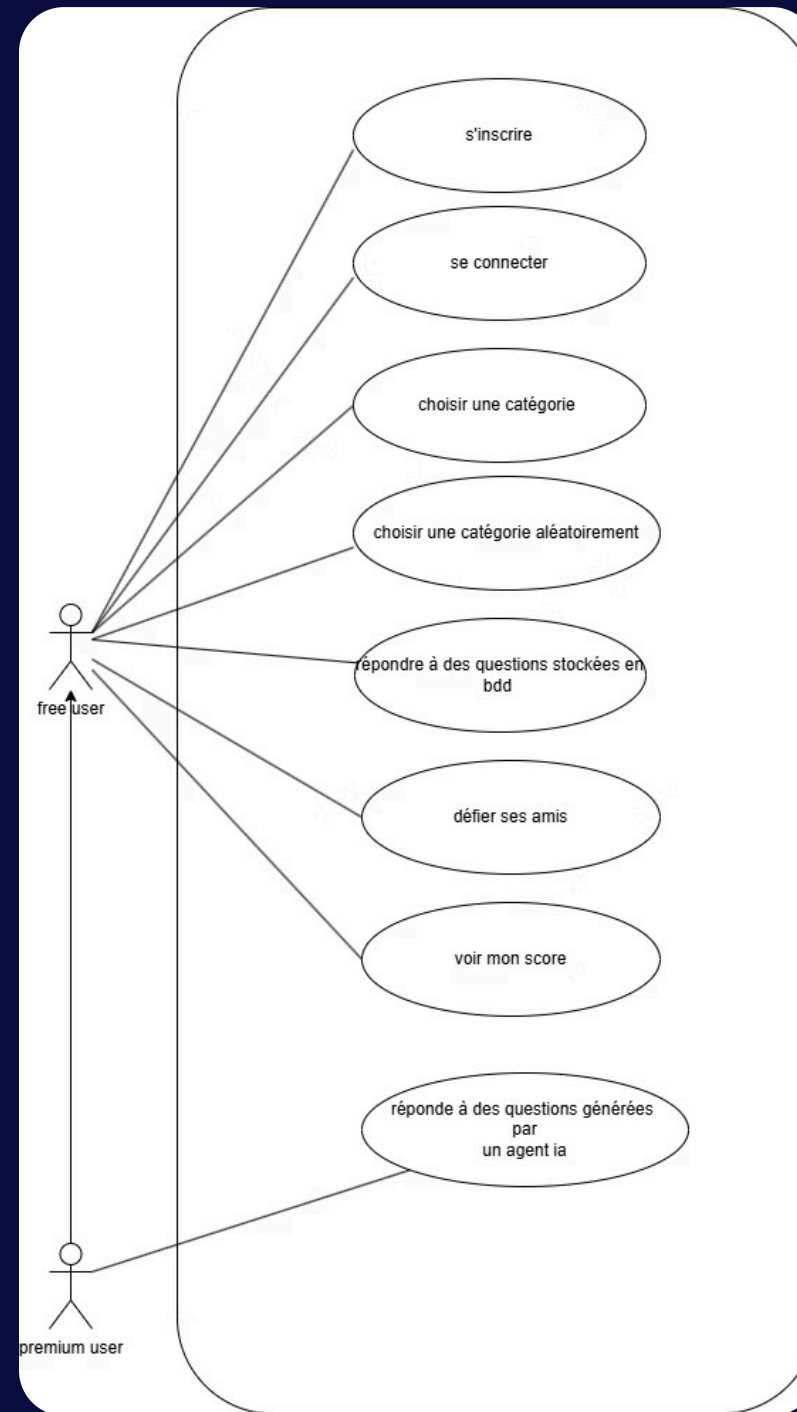 s'inscrire
se connecter
choisir une catégorie
choisir une catégorie aléatoirement
free user
répondre à des questions stockées en
bdd
défier ses amis
voir mon score
réponde à des questions générées
par
un agent ia
premium user